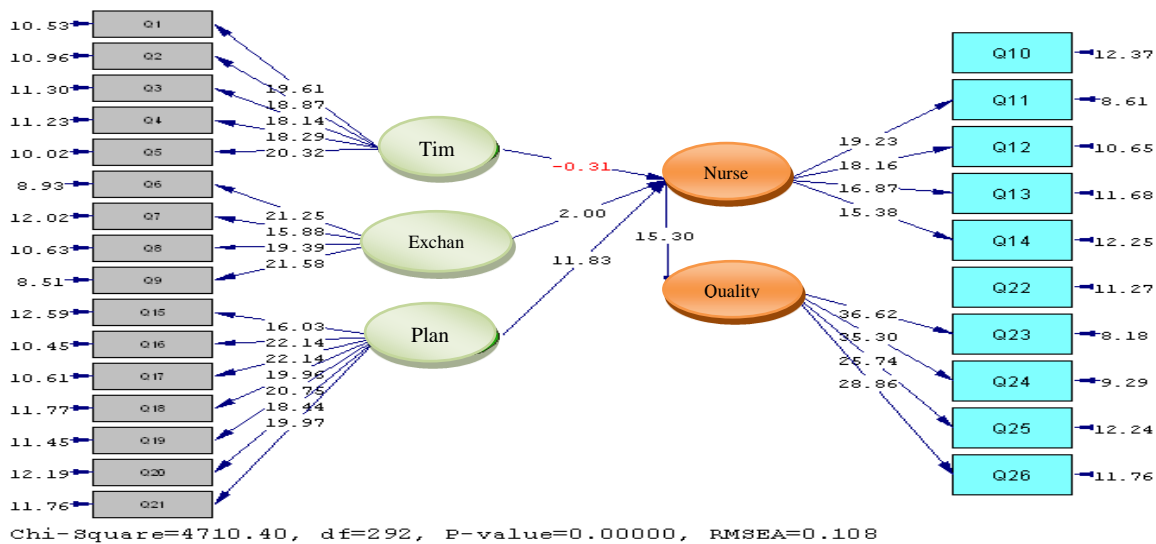 10.53 Q1
10.96 Q2
11.30 Q3
11.23 Q4
10.02 Q5
8.93 Q6
12.02 Q7
10.63 Q8
8.51 Q9
12.59 Q15
10.45 Q16
10.61 Q17
11.77 Q18
11.45 Q19
12.19 Q20
11.76 Q21
19.61
18.87
18.14
18.29
20.32
21.25
15.88
19.39
21.58
16.03
22.14
22.14
19.96
20.75
18.44
19.97
Tim
Exchan
Plan
-0.31
2.00
11.83
Nurse
15.30
Quality
19.23
18.16
16.87
15.38
36.62
35.30
28.86
Q10 12.37
Q11 8.61
Q12 10.65
Q13 11.68
Q14 12.25
Q22 11.27
Q23 8.18
Q24 9.29
Q25 12.24
Q26 11.76
Chi-Square=4710.40, df=292, P-value=0.00000, RMSEA=0.108